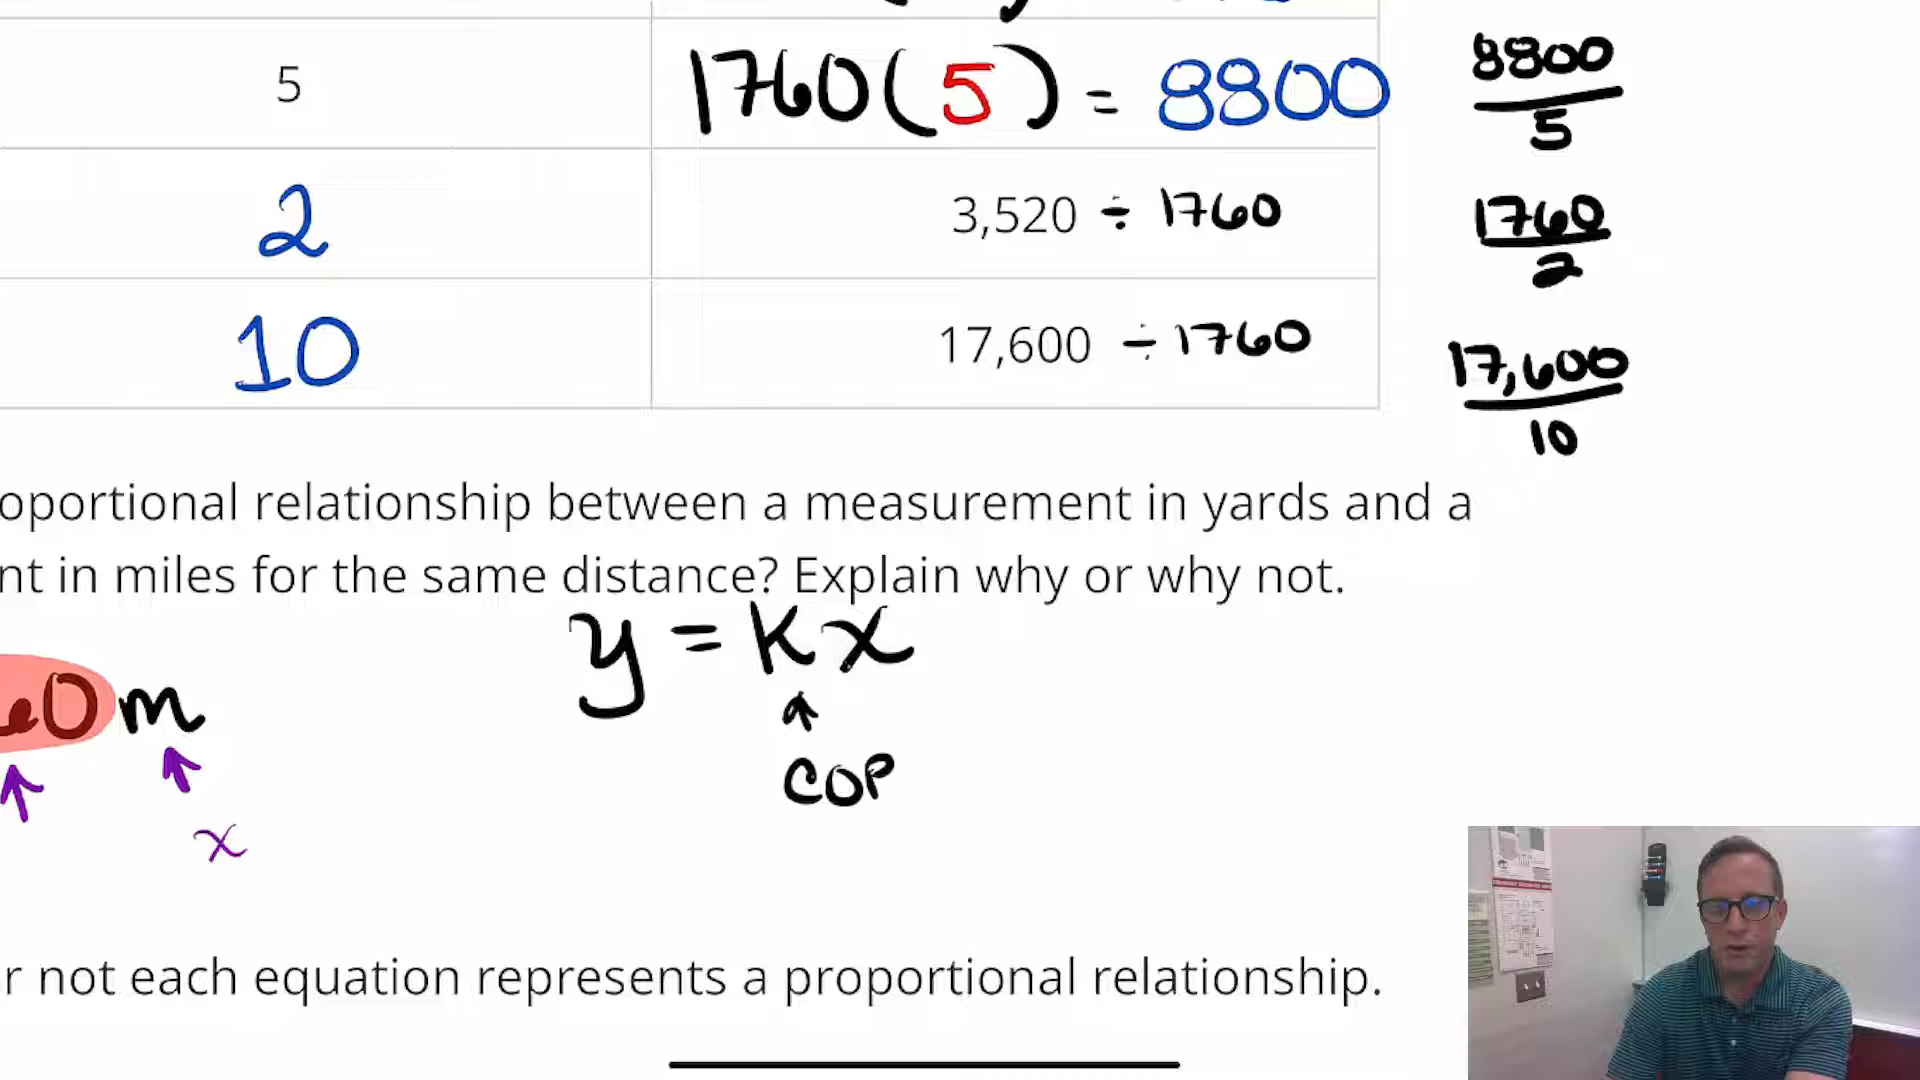 5 1760(5) = 8800 8800/5
2 3,520 ÷ 1760 1760/2
10 17,600 ÷ 1760 17,600/10
oportional relationship between a measurement in yards and a
nt in miles for the same distance? Explain why or why not.
y = kx
0m
COP
x
r not each equation represents a proportional relationship.